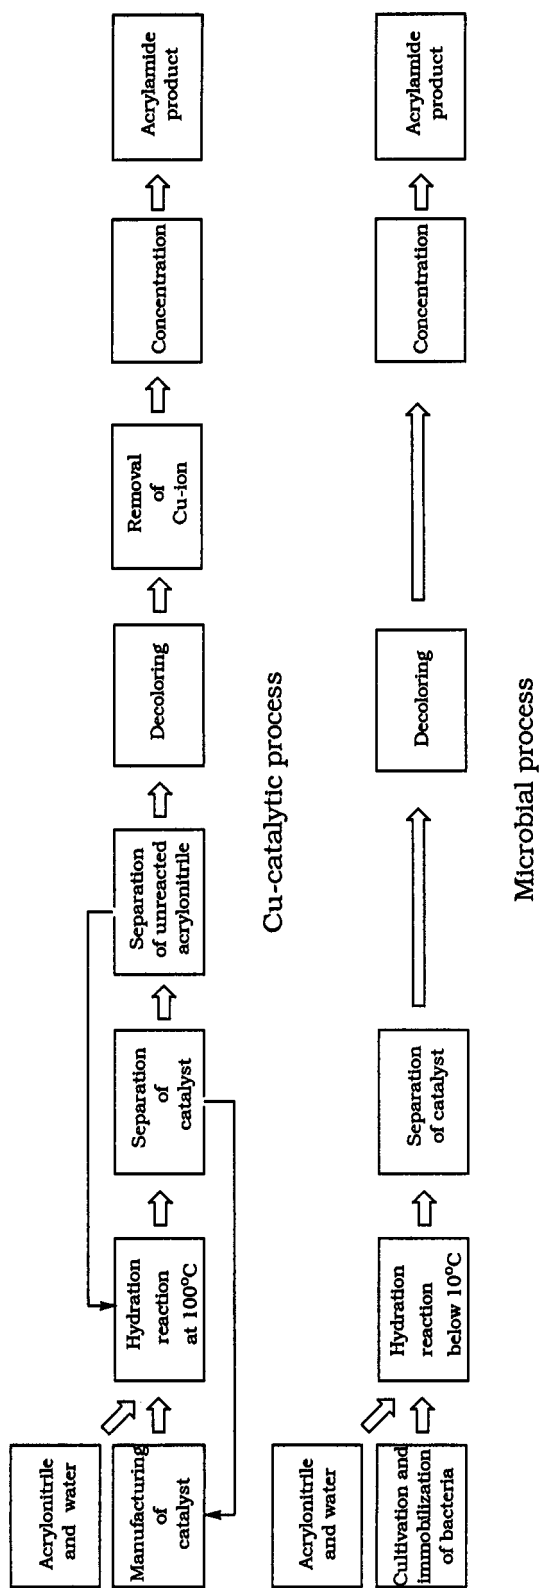 Acrylonitrile
and water
Manufacturing
of
catalyst
Hydration
reaction
at 100°C
Separation
of
catalyst
Separation
of unreacted
acrylonitrile
Decoloring
Removal
of
Cu-ion
Concentration
Acrylamide
product
Cu-catalytic process
Acrylonitrile
and water
Cultivation and
immobilization
of bacteria
Hydration
reaction
below 10°C
Separation
of catalyst
Decoloring
Concentration
Acrylamide
product
Microbial process